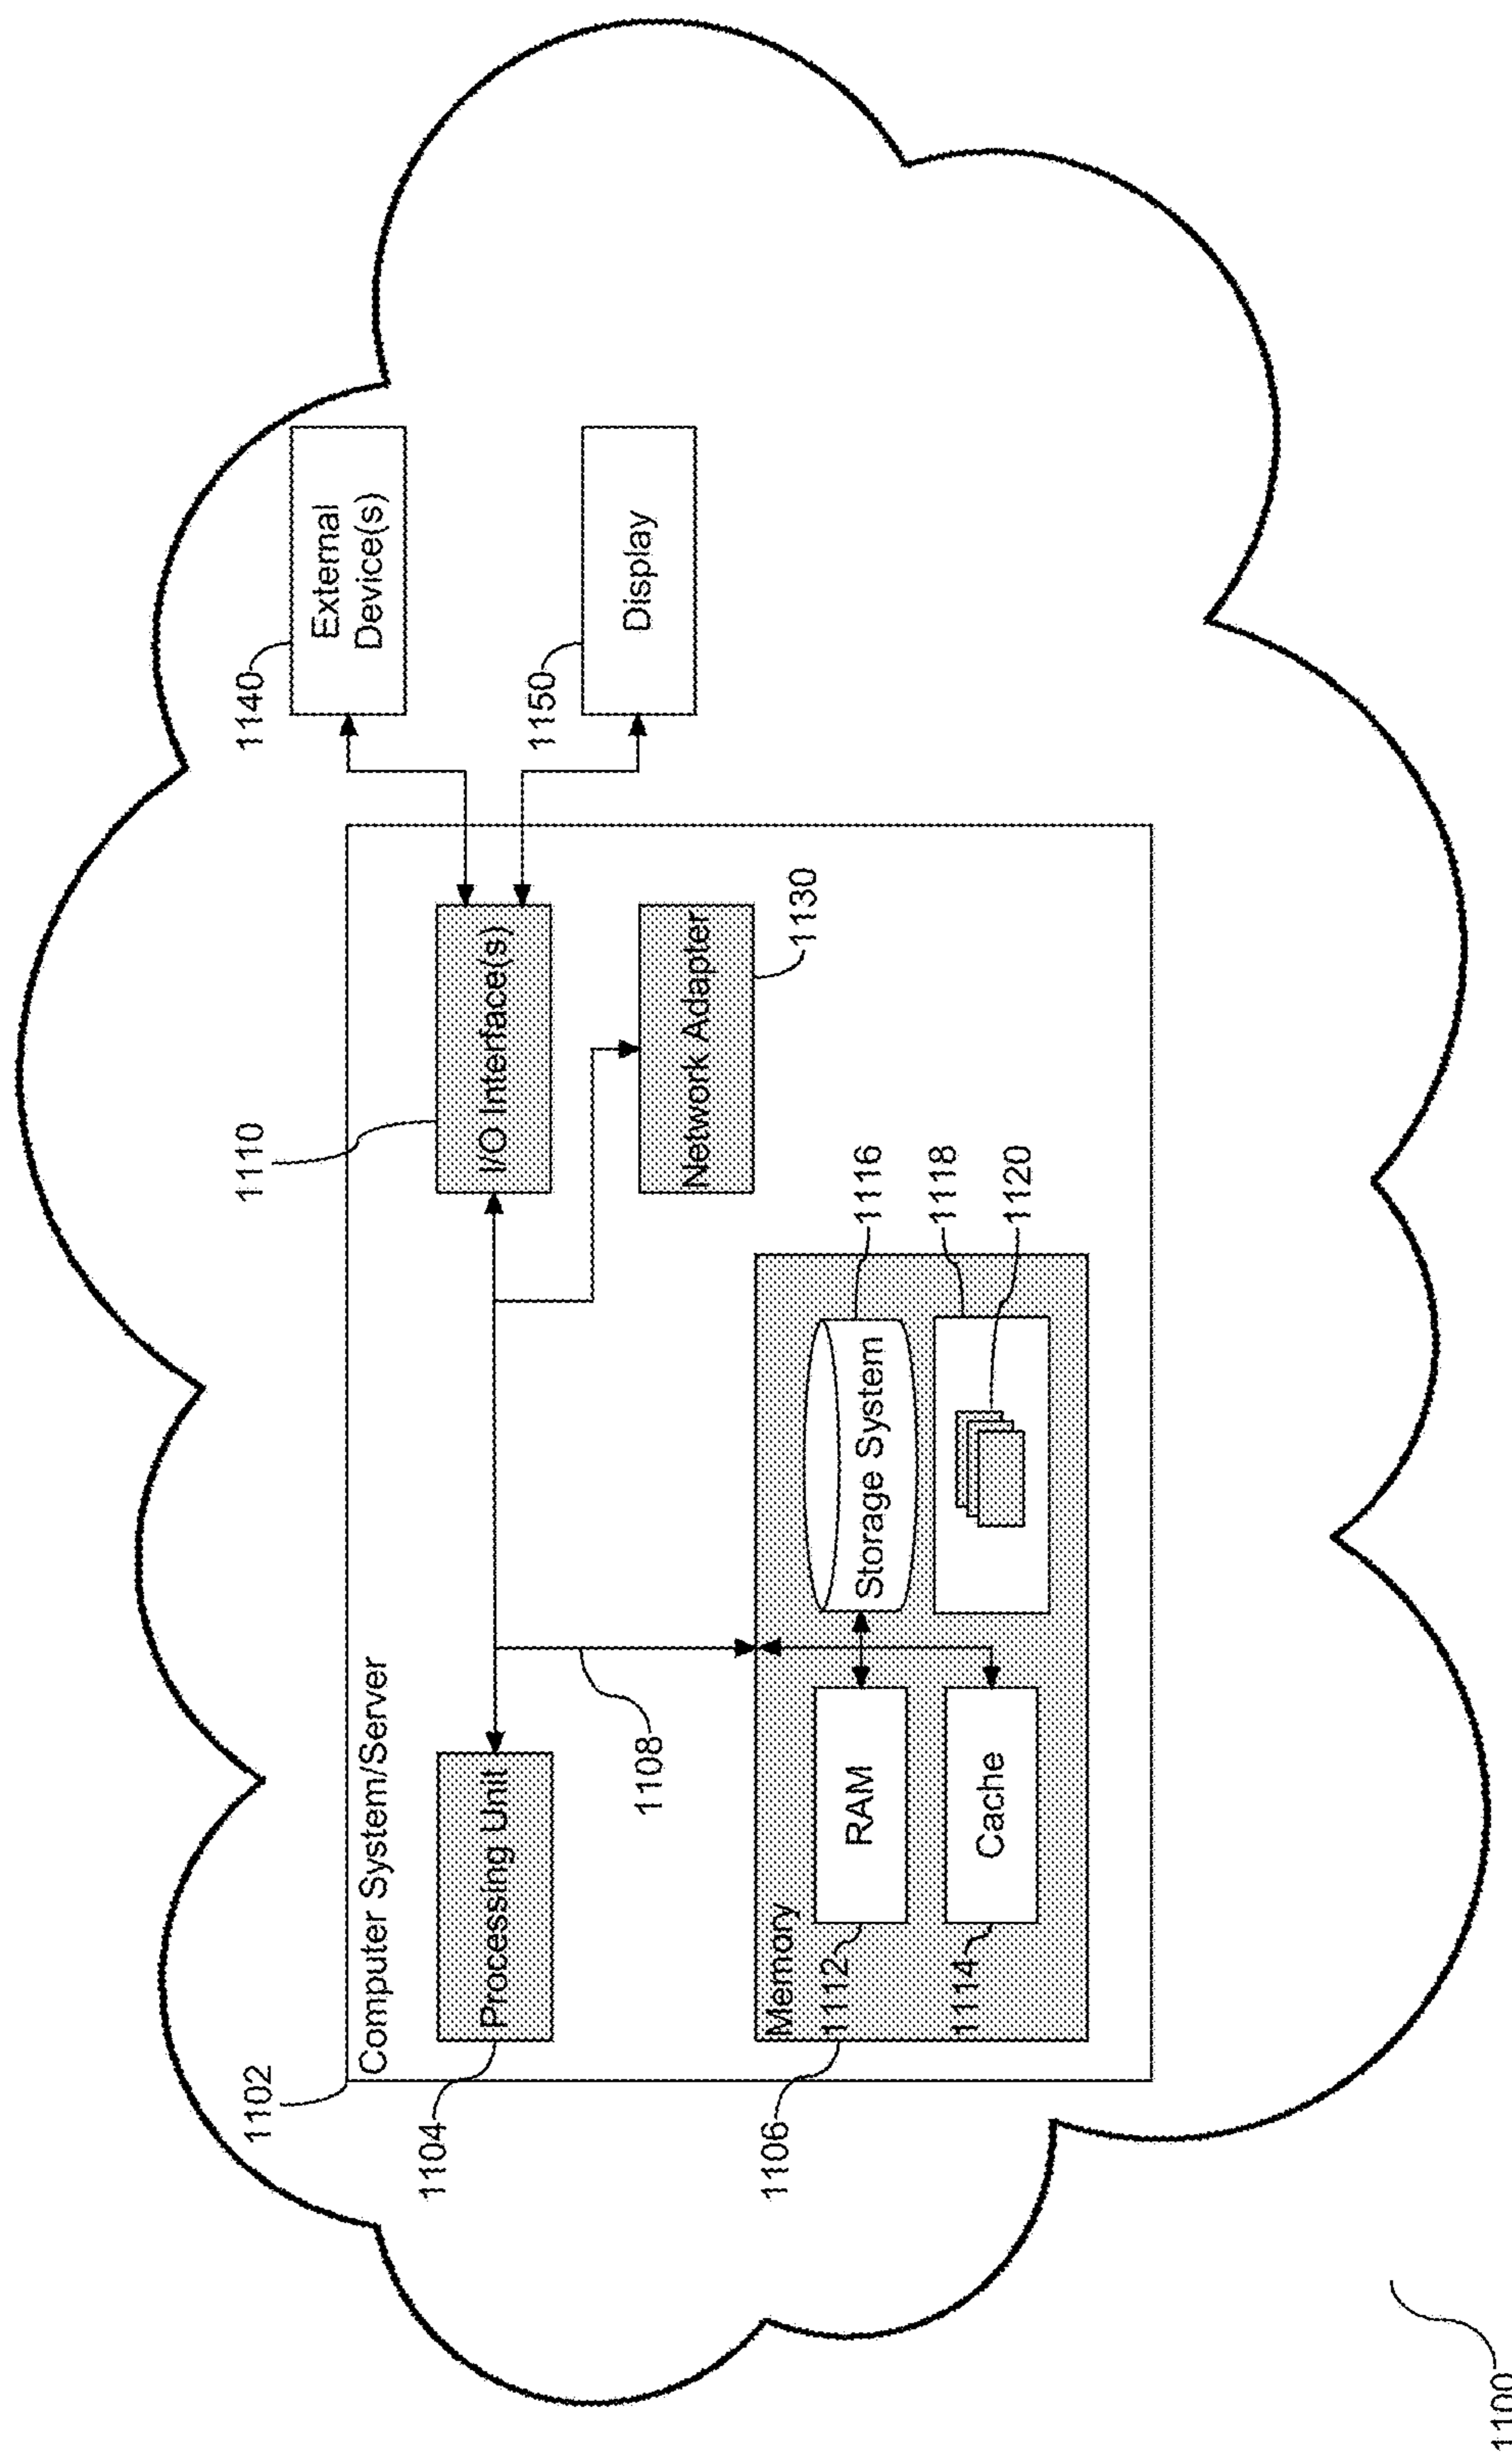 1102
Computer System/Server
1104
Processing Unit
1108
1110
I/O Interface(s)
1140
External
Device(s)
1150
Display
Network Adapter
1130
1106
Memory
1112
RAM
1114
Cache
Storage System
1116
1118
1120
1100